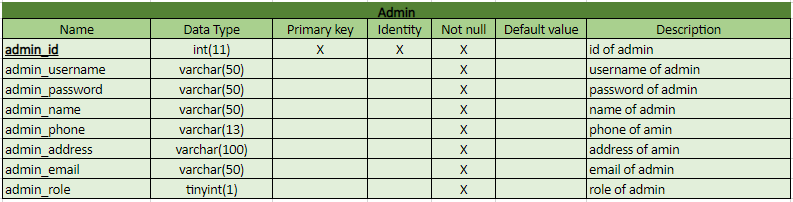 Admin
Name Data Type Primary key Identity Not null Default value Description
admin_id int(11) X X X id of admin
admin_username varchar(50) X username of admin
admin_password varchar(50) X password of admin
admin_name varchar(50) X name of admin
admin_phone varchar(13) X phone of amin
admin_address varchar(100) X address of amin
admin_email varchar(50) X email of admin
admin_role tinyint(1) X role of admin